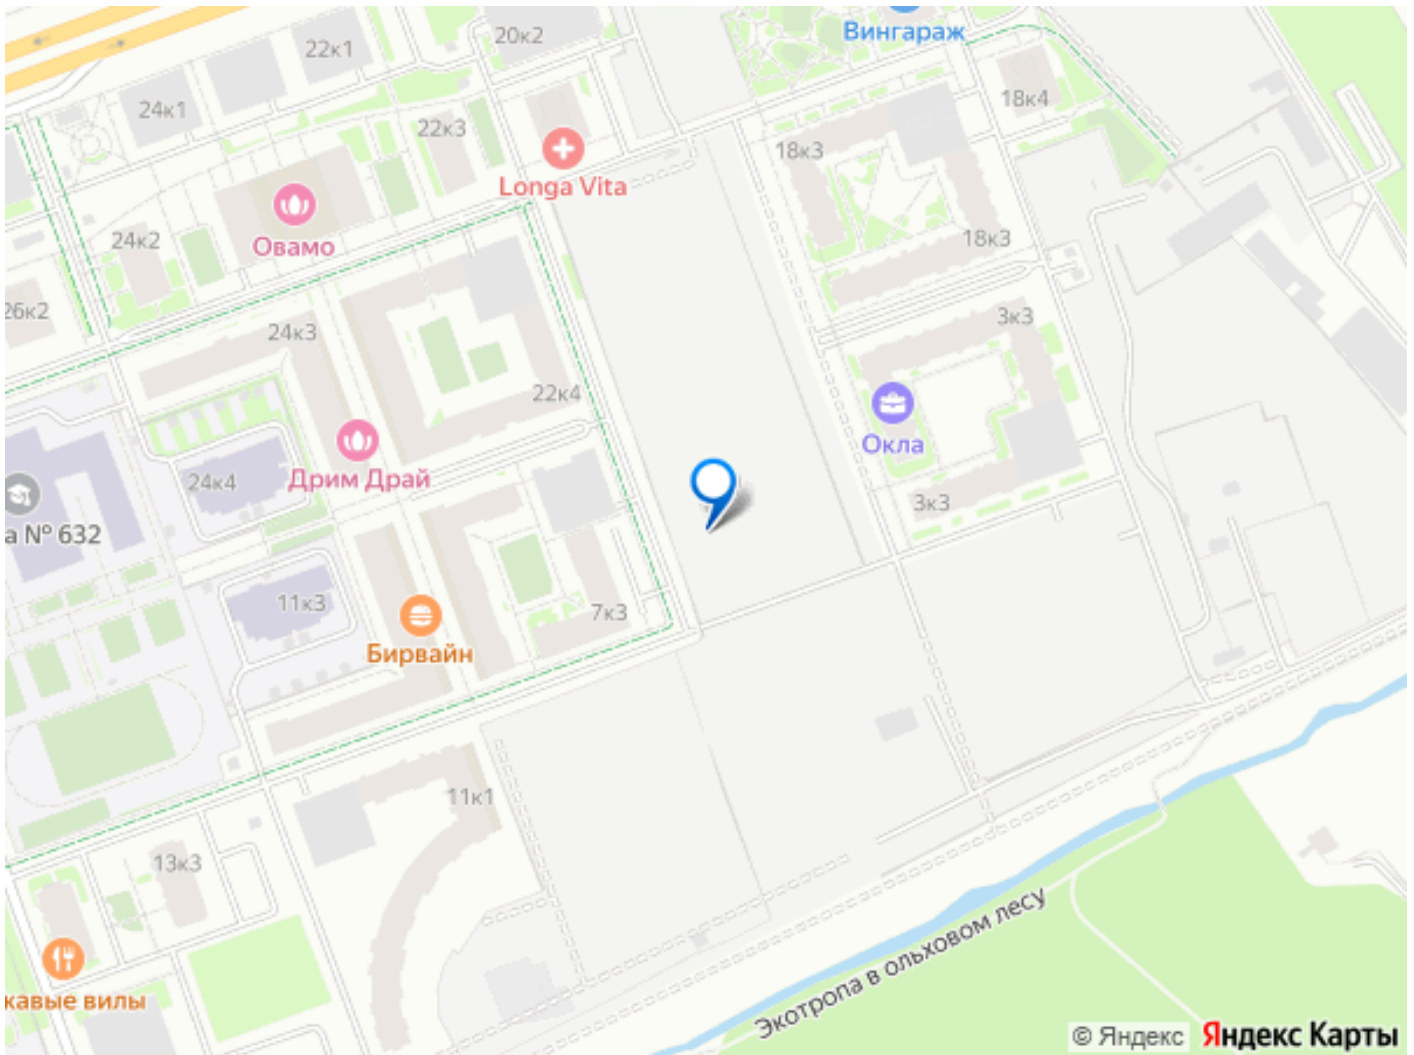 20к2
Вингараж
22к1
24к1
18к4
22к3
18к3
Longa Vita
24к2
Овамо
18к3
26к2
3к3
24к3
22к4
Окла
Дрим Драй
24к4
3к3
а № 632
11к3
7к3
Бирвайн
11к1
13к3
Экотропа в ольховом лесу
кавые вилы
© Яндекс Яндекс Карты